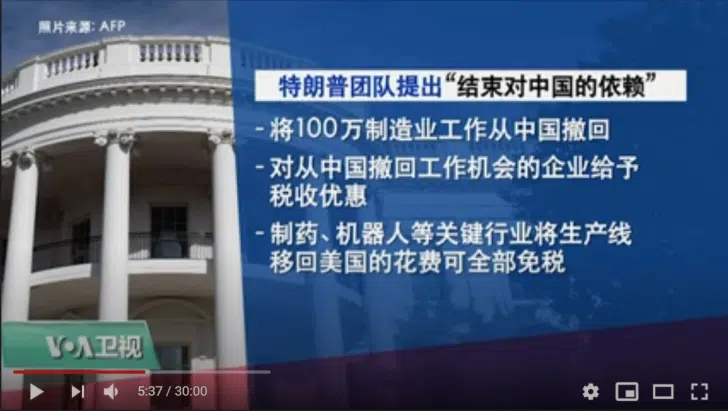 照片来源: AFP
特朗普团队提出“结束对中国的依赖”
- 将100万制造业工作从中国撤回
- 对从中国撤回工作机会的企业给予
税收优惠
- 制药、机器人等关键行业将生产线
移回美国的花费可全部免税
VOA卫视
5:37 / 30:00